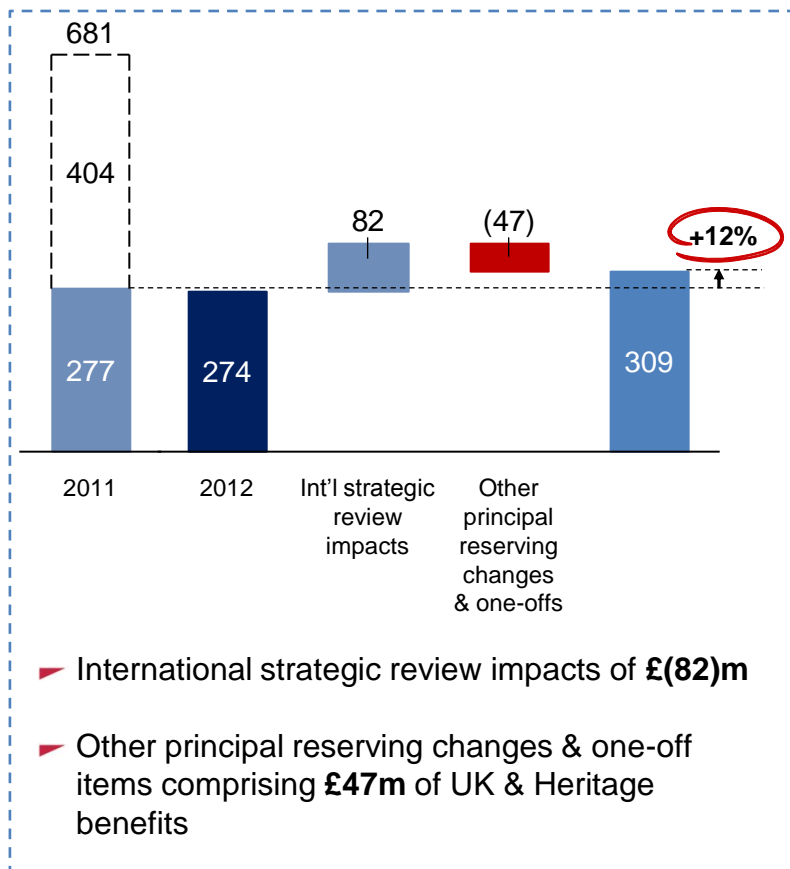 681
404
82
(47)
+12%
277
274
309
2011
2012
Int’l strategic
review
impacts
Other
principal
reserving
changes
& one-offs
International strategic review impacts of £(82)m
Other principal reserving changes & one-off
items comprising £47m of UK & Heritage
benefits